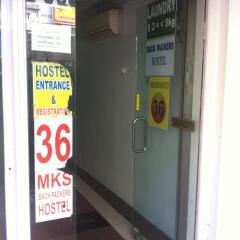 HOSTEL
ENTRANCE
&
REGISTRATION
36
MKS
BACK PACKERS
HOSTEL
LAUNDRY
BACK PACKERS
HOSTEL
36